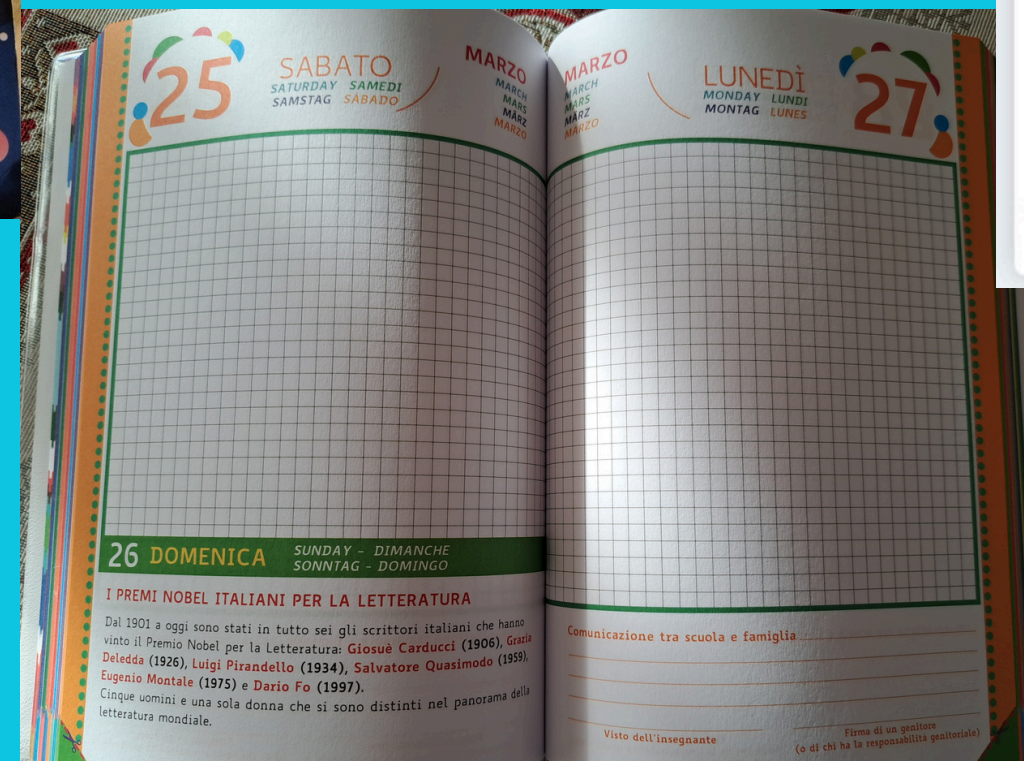 25
SABATO
SATURDAY SAMEDI
SAMSTAG SÁBADO
MARZO
MARCH
MARS
MÄRZ
MARZO
26 DOMENICA
SUNDAY - DIMANCHE
SONNTAG - DOMINGO
I PREMI NOBEL ITALIANI PER LA LETTERATURA
Dal 1901 a oggi sono stati in tutto sei gli scrittori italiani che hanno
vinto il Premio Nobel per la Letteratura: Giosuè Carducci (1906), Grazia
Deledda (1926), Luigi Pirandello (1934), Salvatore Quasimodo (1959),
Eugenio Montale (1975) e Dario Fo (1997).
Cinque uomini e una sola donna che si sono distinti nel panorama della
letteratura mondiale.
MARZO
MARCH
MARS
MÄRZ
MARZO
LUNEDÌ
MONDAY LUNDI
MONTAG LUNES
27
Comunicazione tra scuola e famiglia
Visto dell'insegnante
Firma di un genitore
(o di chi ha la responsabilità genitoriale)